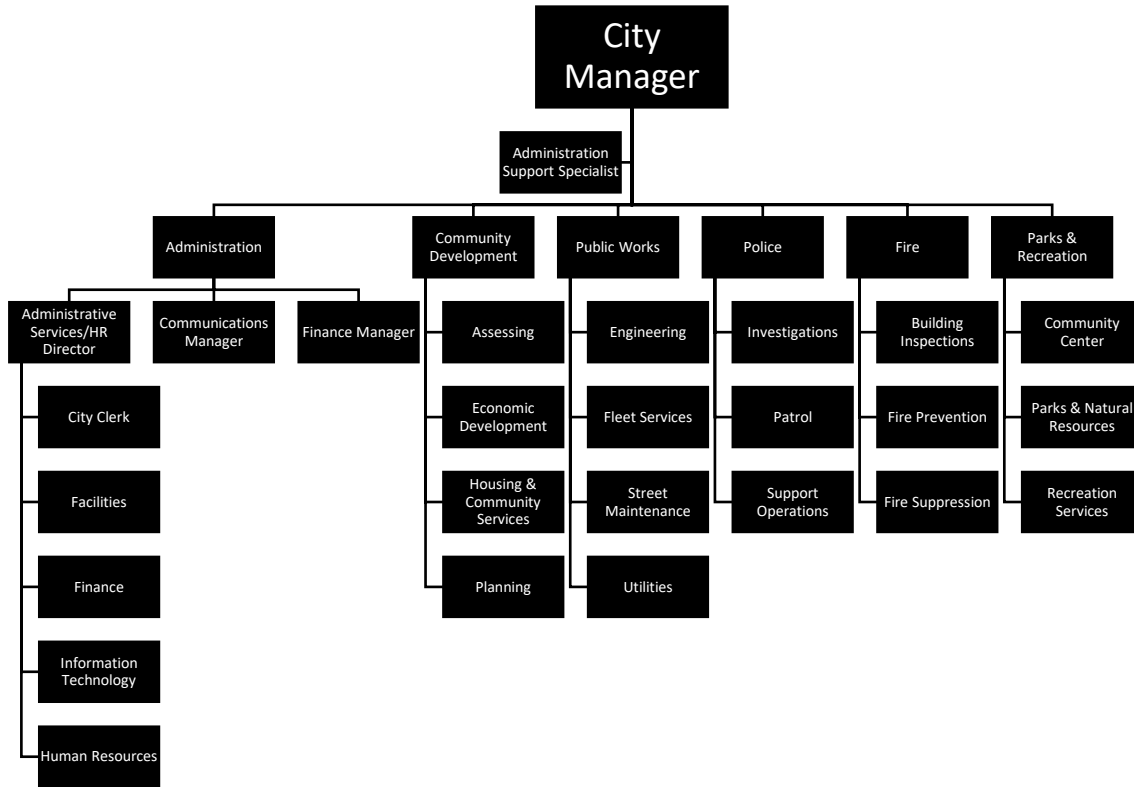 City
Manager
Administration
Support Specialist
Administration
Community
Development
Public Works
Police
Fire
Parks &
Recreation
Administrative
Services/HR
Director
Communications
Manager
Finance Manager
Assessing
Engineering
Investigations
Building
Inspections
Community
Center
City Clerk
Economic
Development
Fleet Services
Patrol
Fire Prevention
Parks & Natural
Resources
Facilities
Housing &
Community
Services
Street
Maintenance
Support
Operations
Fire Suppression
Recreation
Services
Finance
Planning
Utilities
Information
Technology
Human Resources